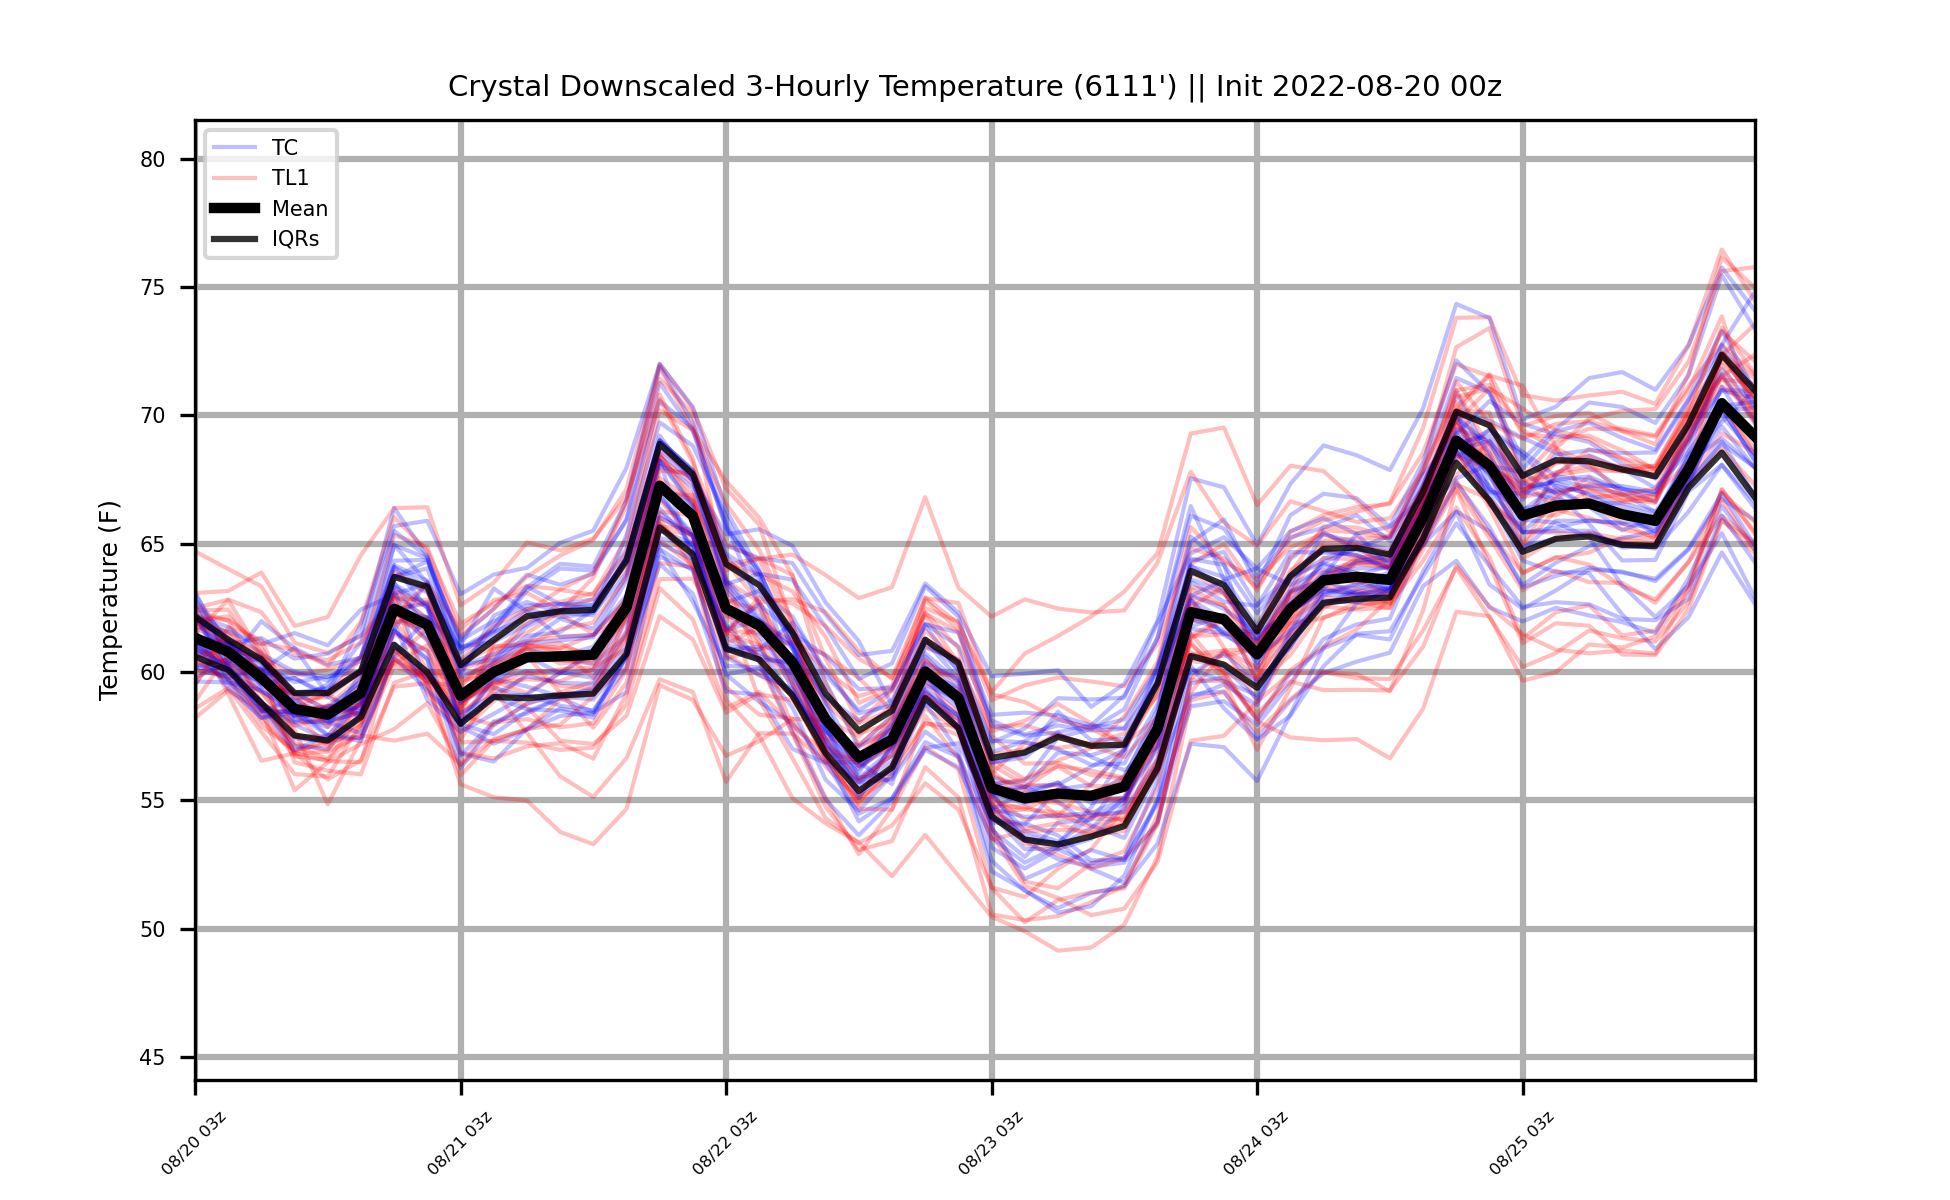 Crystal Downscaled 3-Hourly Temperature (6111') || Init 2022-08-20 00z
TC
TL1
Mean
IQRs
Temperature (F)
80
75
70
65
60
55
50
45
08/20 03z
08/21 03z
08/22 03z
08/23 03z
08/24 03z
08/25 03z